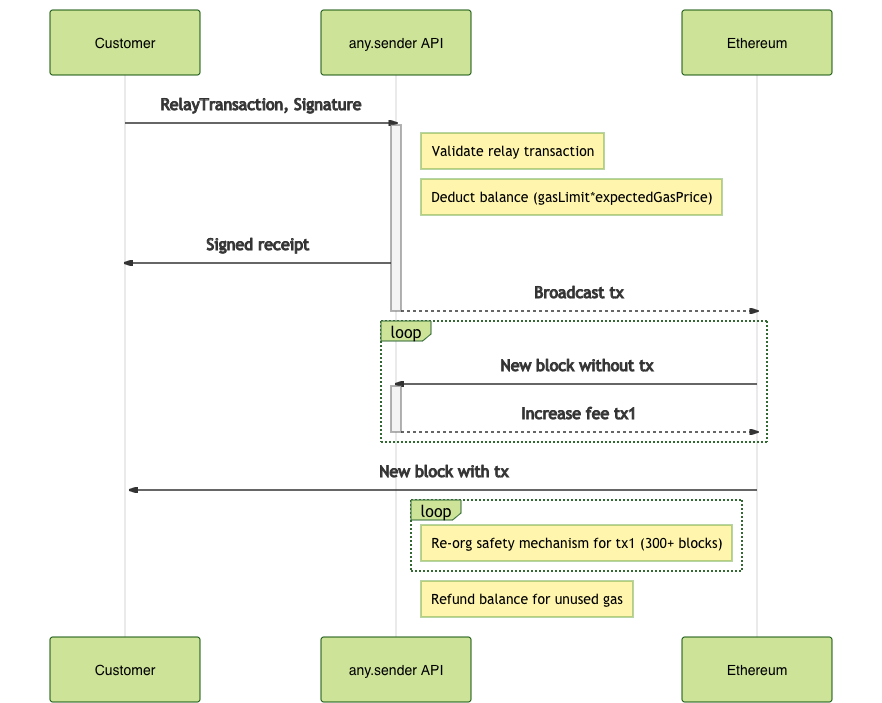 Customer
any.sender API
Ethereum
RelayTransaction, Signature
Validate relay transaction
Deduct balance (gasLimit*expectedGasPrice)
Signed receipt
Broadcast tx
loop
New block without tx
Increase fee tx1
New block with tx
loop
Re-org safety mechanism for tx1 (300+ blocks)
Refund balance for unused gas
Customer
any.sender API
Ethereum